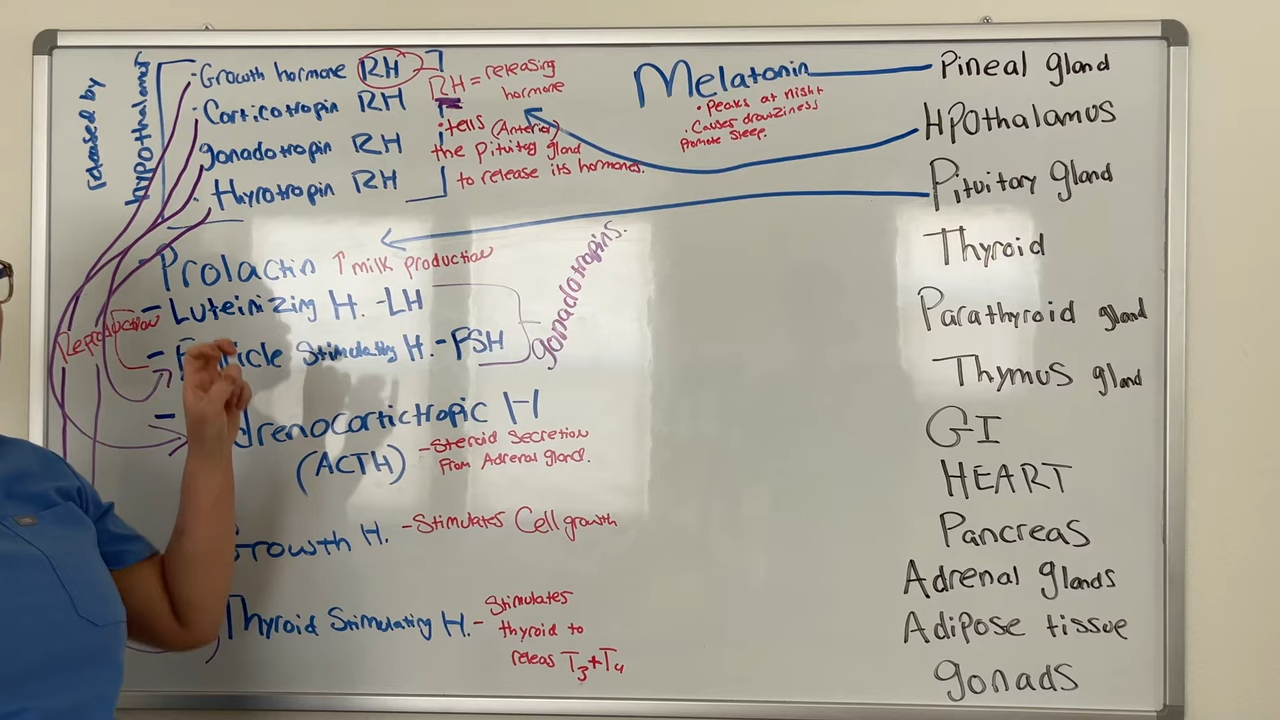 released by
hypothalamus
Growth hormone RH
Corticotropin RH
gonadotropin RH
Thyrotropin RH
RH = releasing
hormone
tells (Anterior)
the pituitary gland
to release its hormones.
Melatonin
Peaks at night
Causes drowziness
Promote Sleep.
Prolactin ↑ milk production
Luteinizing H. -LH
Stimulating H. - FSH
Reproduction
gonadotropins.
drenocortictropic H
(ACTH)
- Steroid Secretion
From Adrenal gland.
Growth H. - Stimulates Cell growth
Thyroid Stimulating H. - Stimulates
thyroid to
releas T3+T4
Pineal gland
HPOthalamus
Pituitary gland
Thyroid
Parathyroid gland
Thymus gland
GI
HEART
Pancreas
Adrenal glands
Adipose tissue
gonads